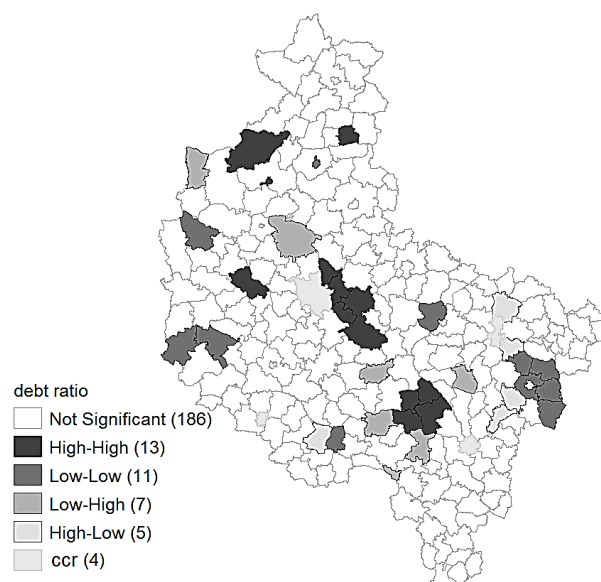 debt ratio
Not Significant (186)
High-High (13)
Low-Low (11)
Low-High (7)
High-Low (5)
ccr (4)